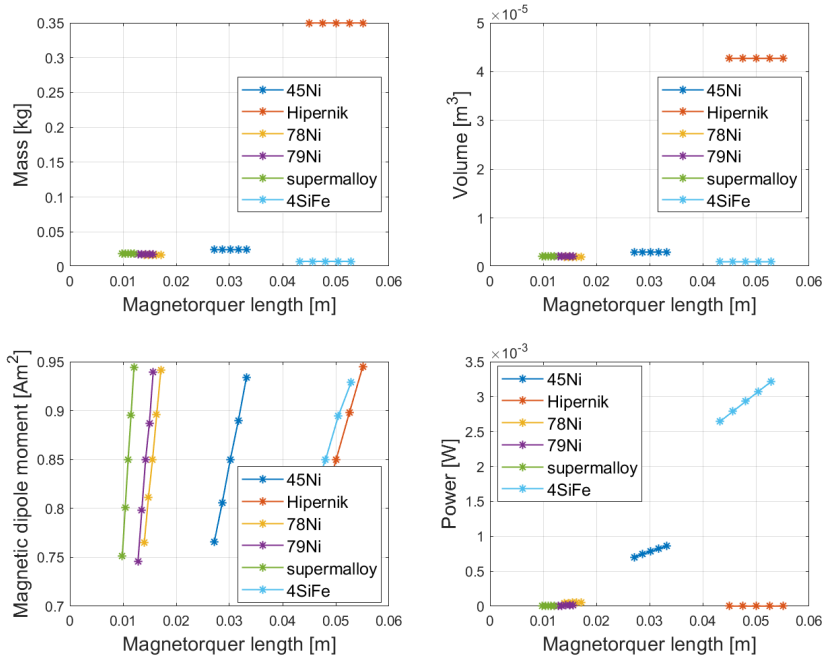 0.35
0.3
0.25
0.2
0.15
0.1
0.05
0
Mass [kg]
45Ni
Hipernik
78Ni
79Ni
supermalloy
4SiFe
0 0.01 0.02 0.03 0.04 0.05 0.06
Magnetorquer length [m]
×10⁻⁵
5
4
3
2
1
0
Volume [m³]
45Ni
Hipernik
78Ni
79Ni
supermalloy
4SiFe
0 0.01 0.02 0.03 0.04 0.05 0.06
Magnetorquer length [m]
0.95
0.9
0.85
0.8
0.75
0.7
Magnetic dipole moment [Am²]
45Ni
Hipernik
78Ni
79Ni
supermalloy
4SiFe
0 0.01 0.02 0.03 0.04 0.05 0.06
Magnetorquer length [m]
×10⁻³
3.5
3
2.5
2
1.5
1
0.5
0
Power [W]
45Ni
Hipernik
78Ni
79Ni
supermalloy
4SiFe
0 0.01 0.02 0.03 0.04 0.05 0.06
Magnetorquer length [m]